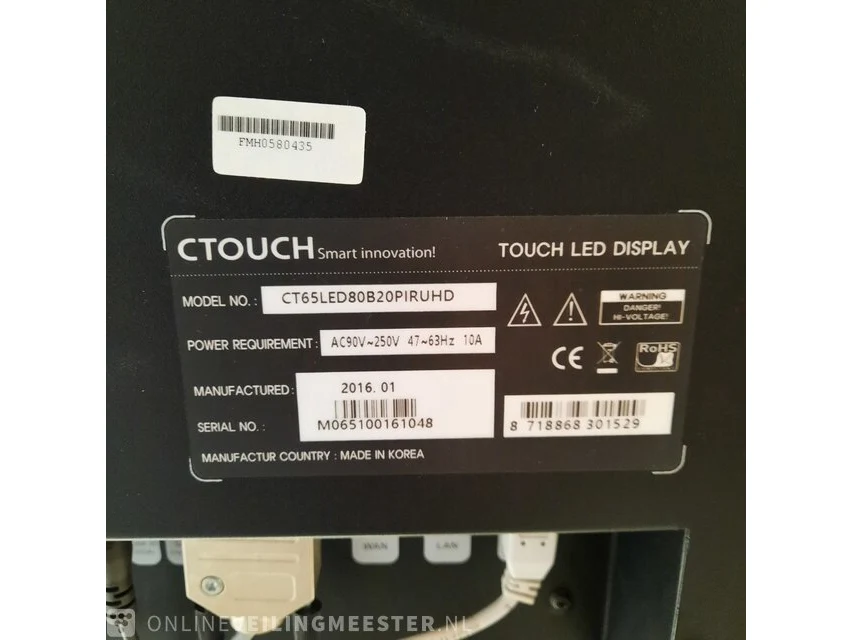 FMH0580435
CTOUCH Smart innovation! TOUCH LED DISPLAY
MODEL NO. : CT65LED80B20PIRUHD
WARNING
DANGER!
HI-VOLTAGE!
POWER REQUIREMENT : AC90V~250V 47~63Hz 10A
CE RoHS
MANUFACTURED : 2016. 01
SERIAL NO. : M065100161048
8 718868 301529
MANUFACTUR COUNTRY : MADE IN KOREA
WAN LAN
ONLINEVEILINGMEESTER.NL